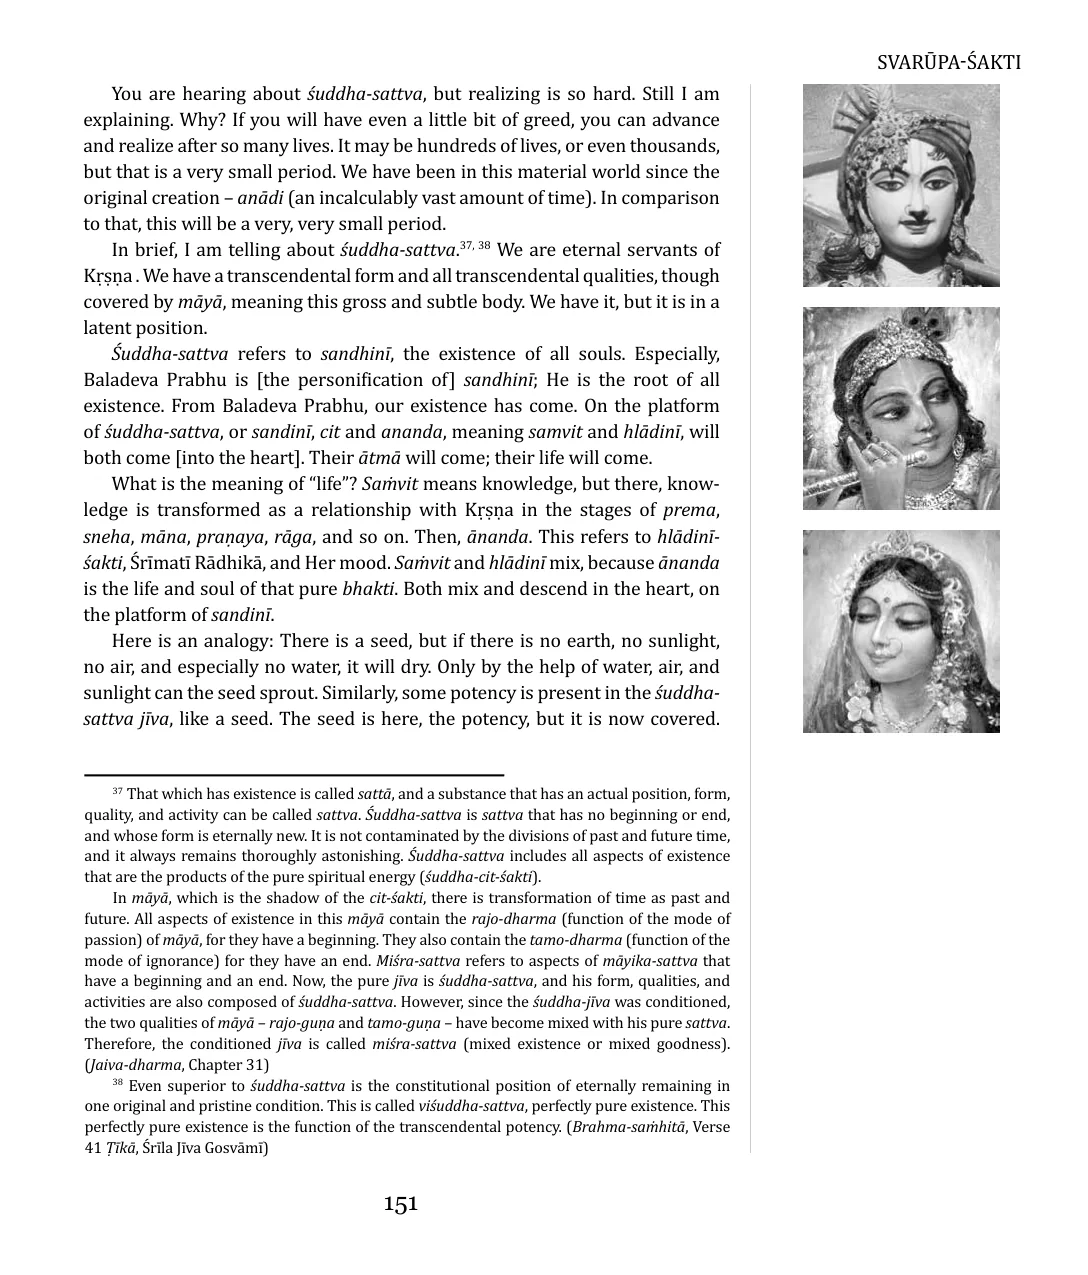 SVARŪPA-ŚAKTI
You are hearing about śuddha-sattva, but realizing is so hard. Still I am
explaining. Why? If you will have even a little bit of greed, you can advance
and realize after so many lives. It may be hundreds of lives, or even thousands,
but that is a very small period. We have been in this material world since the
original creation – anādi (an incalculably vast amount of time). In comparison
to that, this will be a very, very small period.
In brief, I am telling about śuddha-sattva.37, 38 We are eternal servants of
Kṛṣṇa . We have a transcendental form and all transcendental qualities, though
covered by māyā, meaning this gross and subtle body. We have it, but it is in a
latent position.
Śuddha-sattva refers to sandhinī, the existence of all souls. Especially,
Baladeva Prabhu is [the personification of] sandhinī; He is the root of all
existence. From Baladeva Prabhu, our existence has come. On the platform
of śuddha-sattva, or sandinī, cit and ananda, meaning samvit and hlādinī, will
both come [into the heart]. Their ātmā will come; their life will come.
What is the meaning of “life”? Saṁvit means knowledge, but there, know-
ledge is transformed as a relationship with Kṛṣṇa in the stages of prema,
sneha, māna, praṇaya, rāga, and so on. Then, ānanda. This refers to hlādinī-
śakti, Śrīmatī Rādhikā, and Her mood. Saṁvit and hlādinī mix, because ānanda
is the life and soul of that pure bhakti. Both mix and descend in the heart, on
the platform of sandinī.
Here is an analogy: There is a seed, but if there is no earth, no sunlight,
no air, and especially no water, it will dry. Only by the help of water, air, and
sunlight can the seed sprout. Similarly, some potency is present in the śuddha-
sattva jīva, like a seed. The seed is here, the potency, but it is now covered.
37 That which has existence is called sattā, and a substance that has an actual position, form,
quality, and activity can be called sattva. Śuddha-sattva is sattva that has no beginning or end,
and whose form is eternally new. It is not contaminated by the divisions of past and future time,
and it always remains thoroughly astonishing. Śuddha-sattva includes all aspects of existence
that are the products of the pure spiritual energy (śuddha-cit-śakti).
In māyā, which is the shadow of the cit-śakti, there is transformation of time as past and
future. All aspects of existence in this māyā contain the rajo-dharma (function of the mode of
passion) of māyā, for they have a beginning. They also contain the tamo-dharma (function of the
mode of ignorance) for they have an end. Miśra-sattva refers to aspects of māyika-sattva that
have a beginning and an end. Now, the pure jīva is śuddha-sattva, and his form, qualities, and
activities are also composed of śuddha-sattva. However, since the śuddha-jīva was conditioned,
the two qualities of māyā – rajo-guṇa and tamo-guṇa – have become mixed with his pure sattva.
Therefore, the conditioned jīva is called miśra-sattva (mixed existence or mixed goodness).
(Jaiva-dharma, Chapter 31)
38 Even superior to śuddha-sattva is the constitutional position of eternally remaining in
one original and pristine condition. This is called viśuddha-sattva, perfectly pure existence. This
perfectly pure existence is the function of the transcendental potency. (Brahma-saṁhitā, Verse
41 Ṭīkā, Śrīla Jīva Gosvāmī)
151